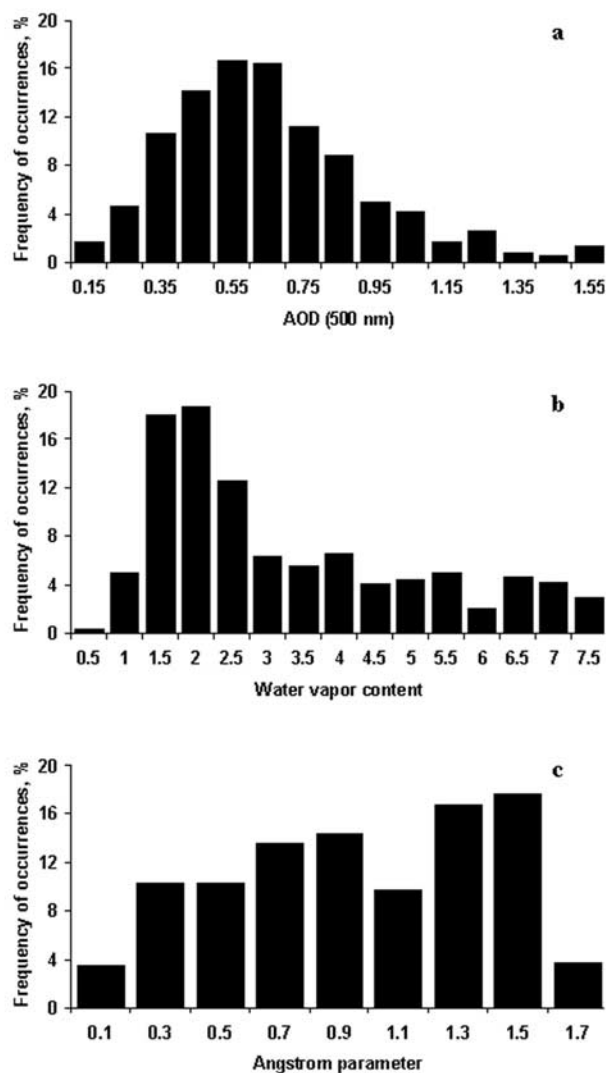 20
a
16
12
8
4
0
Frequency of occurrences, %
0.15 0.35 0.55 0.75 0.95 1.15 1.35 1.55
AOD (500 nm)
20
b
16
12
8
4
0
Frequency of occurrences, %
0.5 1 1.5 2 2.5 3 3.5 4 4.5 5 5.5 6 6.5 7 7.5
Water vapor content
20
c
16
12
8
4
0
Frequency of occurrences, %
0.1 0.3 0.5 0.7 0.9 1.1 1.3 1.5 1.7
Angstrom parameter